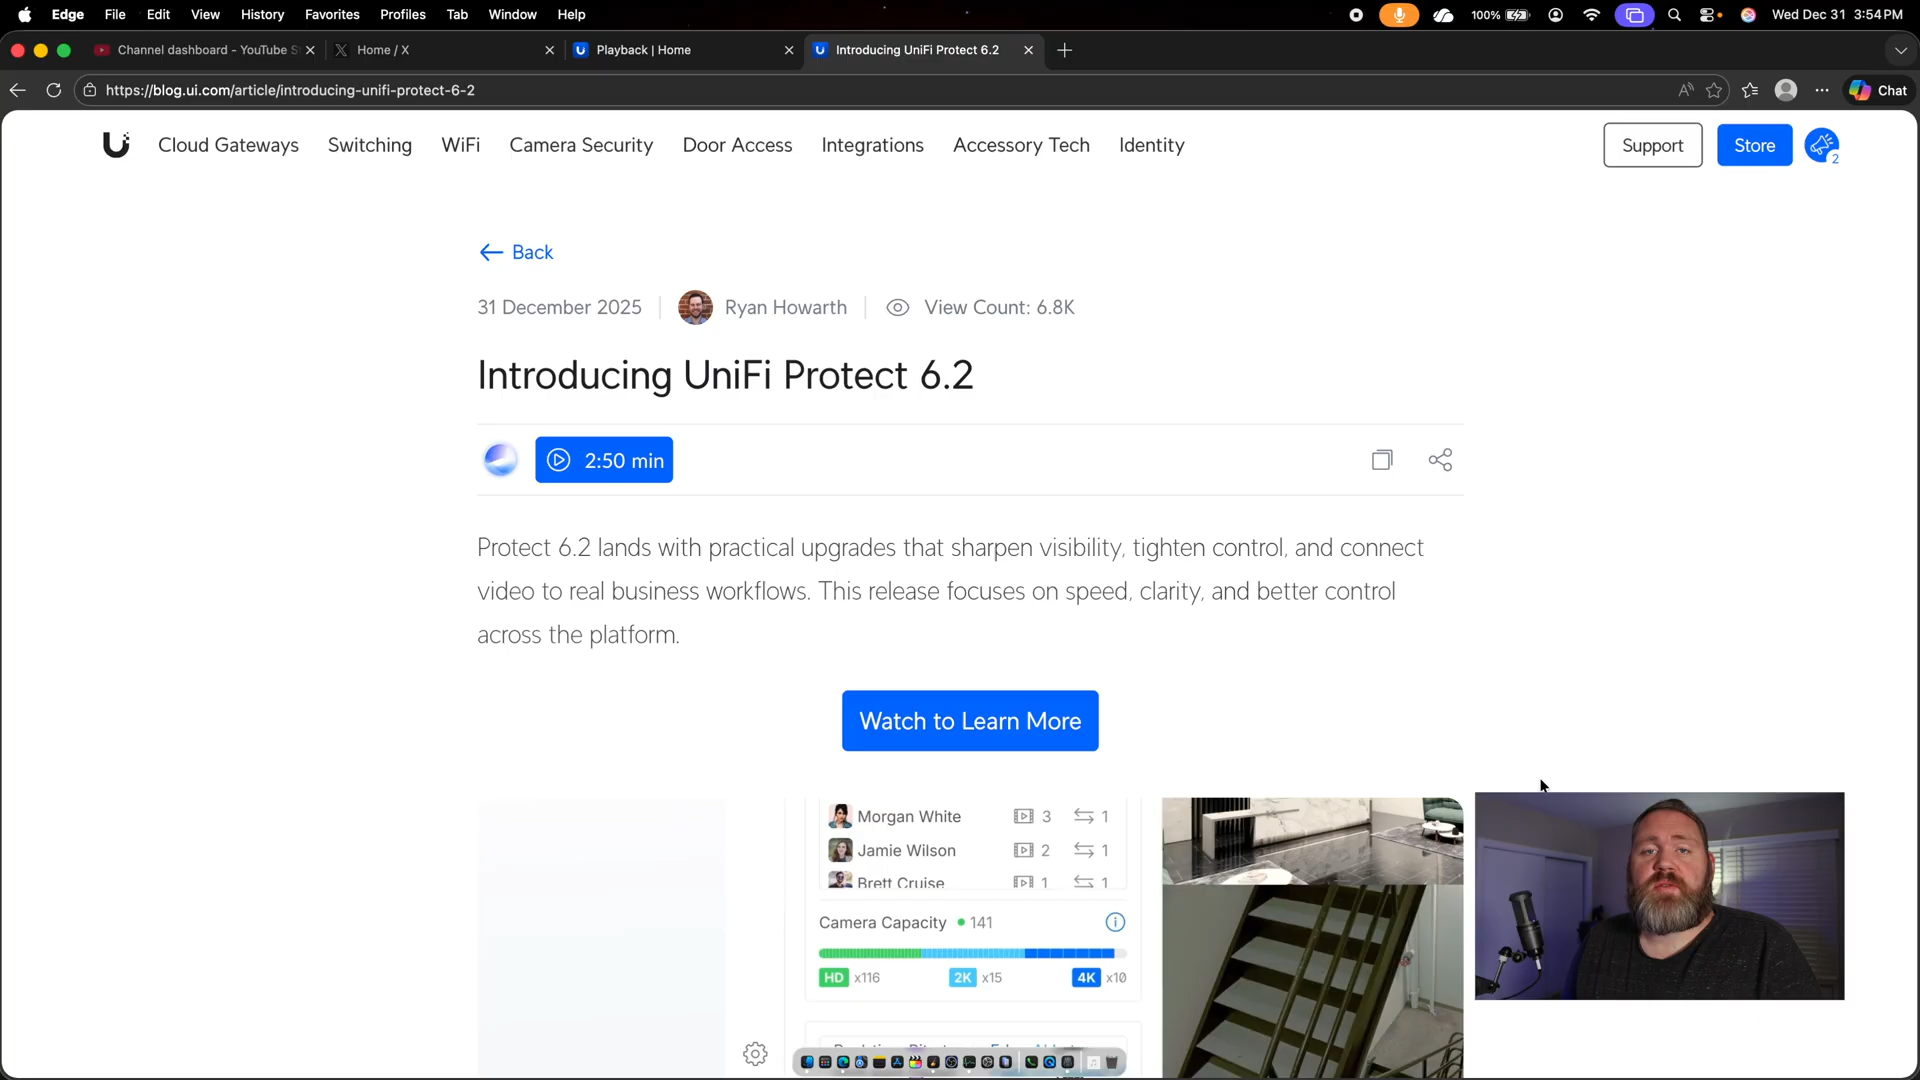 Edge File Edit View History Favorites Profiles Tab Window Help 100% Wed Dec 31 3:54 PM
Channel dashboard - YouTube S Home / X Playback | Home Introducing UniFi Protect 6.2
https://blog.ui.com/article/introducing-unifi-protect-6-2 Chat
Cloud Gateways Switching WiFi Camera Security Door Access Integrations Accessory Tech Identity Support Store 2
Back
31 December 2025 Ryan Howarth View Count: 6.8K
Introducing UniFi Protect 6.2
2:50 min
Protect 6.2 lands with practical upgrades that sharpen visibility, tighten control, and connect
video to real business workflows. This release focuses on speed, clarity, and better control
across the platform.
Watch to Learn More
Morgan White 3 1
Jamie Wilson 2 1
Brett Cruise 1 1
Camera Capacity 141
HD x116 2K x15 4K x10